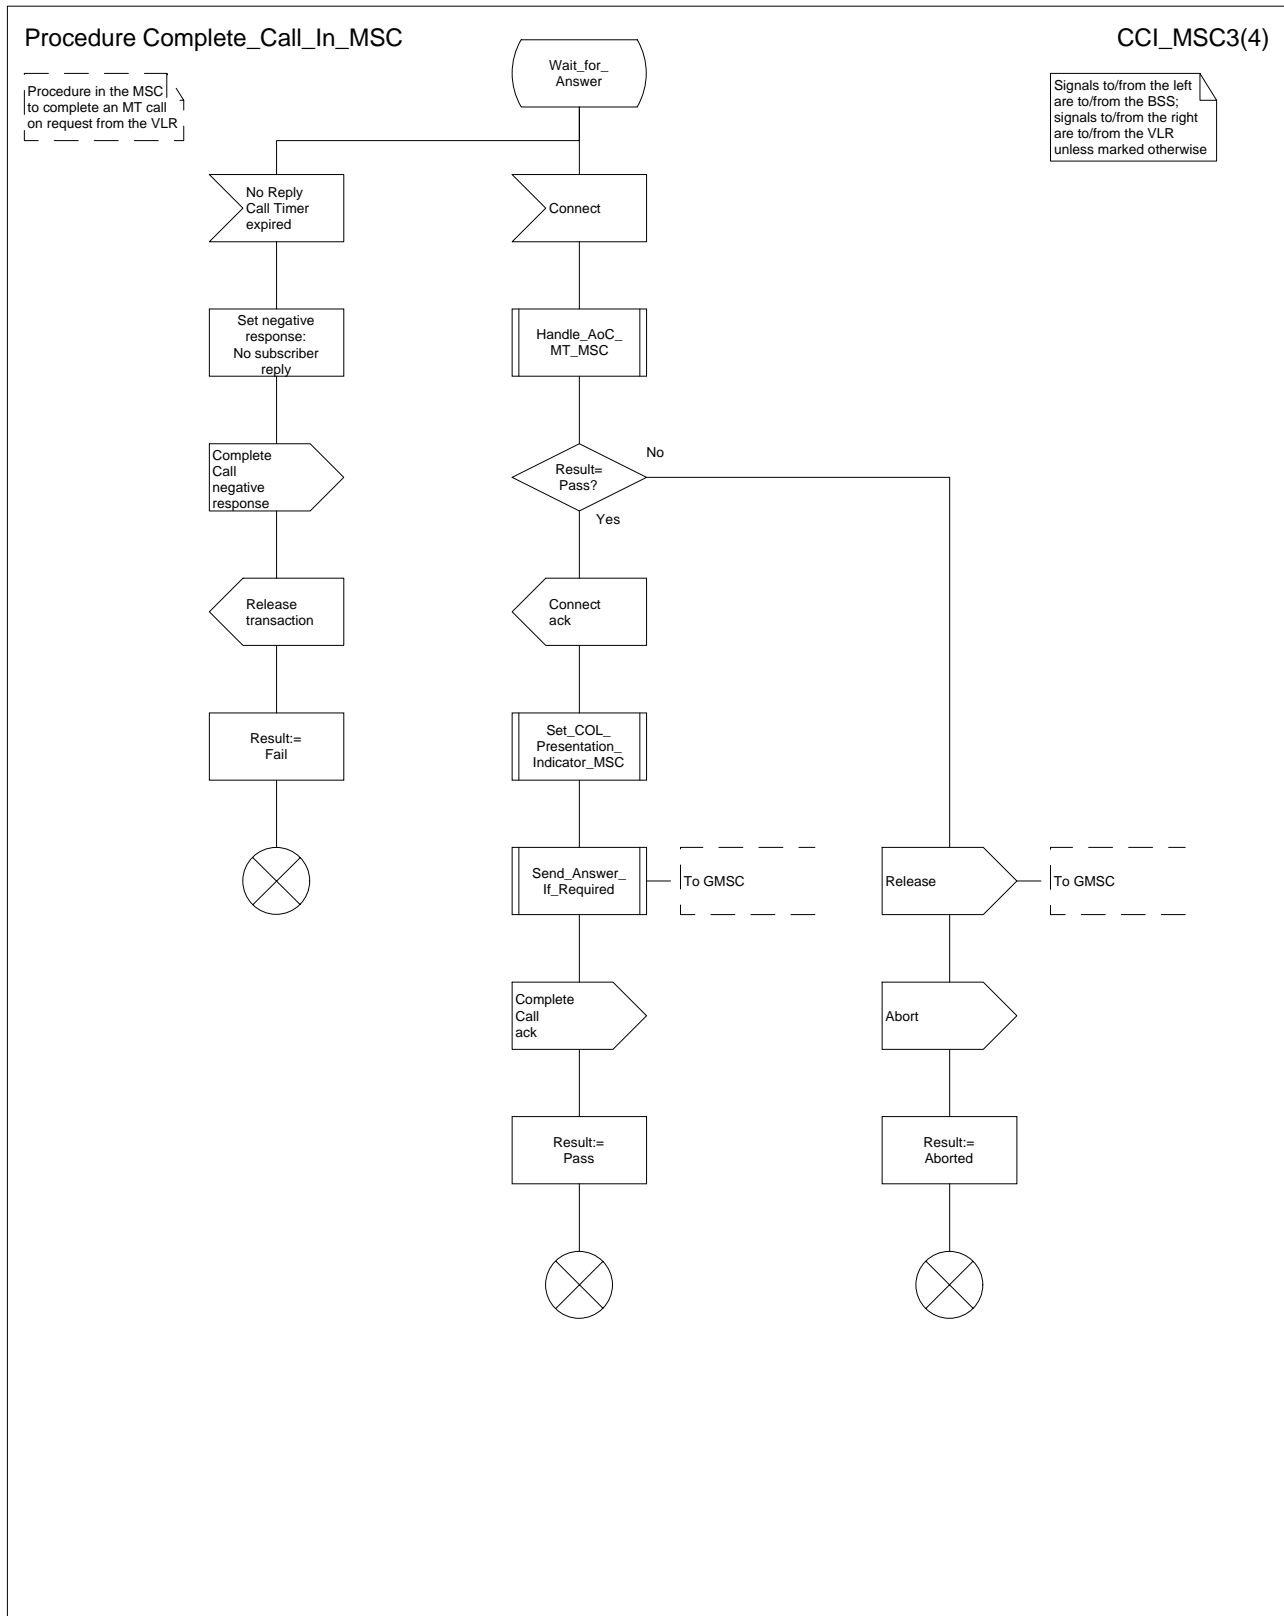 Procedure Complete_Call_In_MSC
CCI_MSC3(4)
Procedure in the MSC
to complete an MT call
on request from the VLR
Wait_for_
Answer
Signals to/from the left
are to/from the BSS;
signals to/from the right
are to/from the VLR
unless marked otherwise
No Reply
Call Timer
expired
Connect
Set negative
response:
No subscriber
reply
Handle_AoC_
MT_MSC
Complete
Call
negative
response
Result=
Pass?
No
Yes
Release
transaction
Connect
ack
Result:=
Fail
Set_COL_
Presentation_
Indicator_MSC
Send_Answer_
If_Required
To GMSC
Release
To GMSC
Complete
Call
ack
Abort
Result:=
Pass
Result:=
Aborted